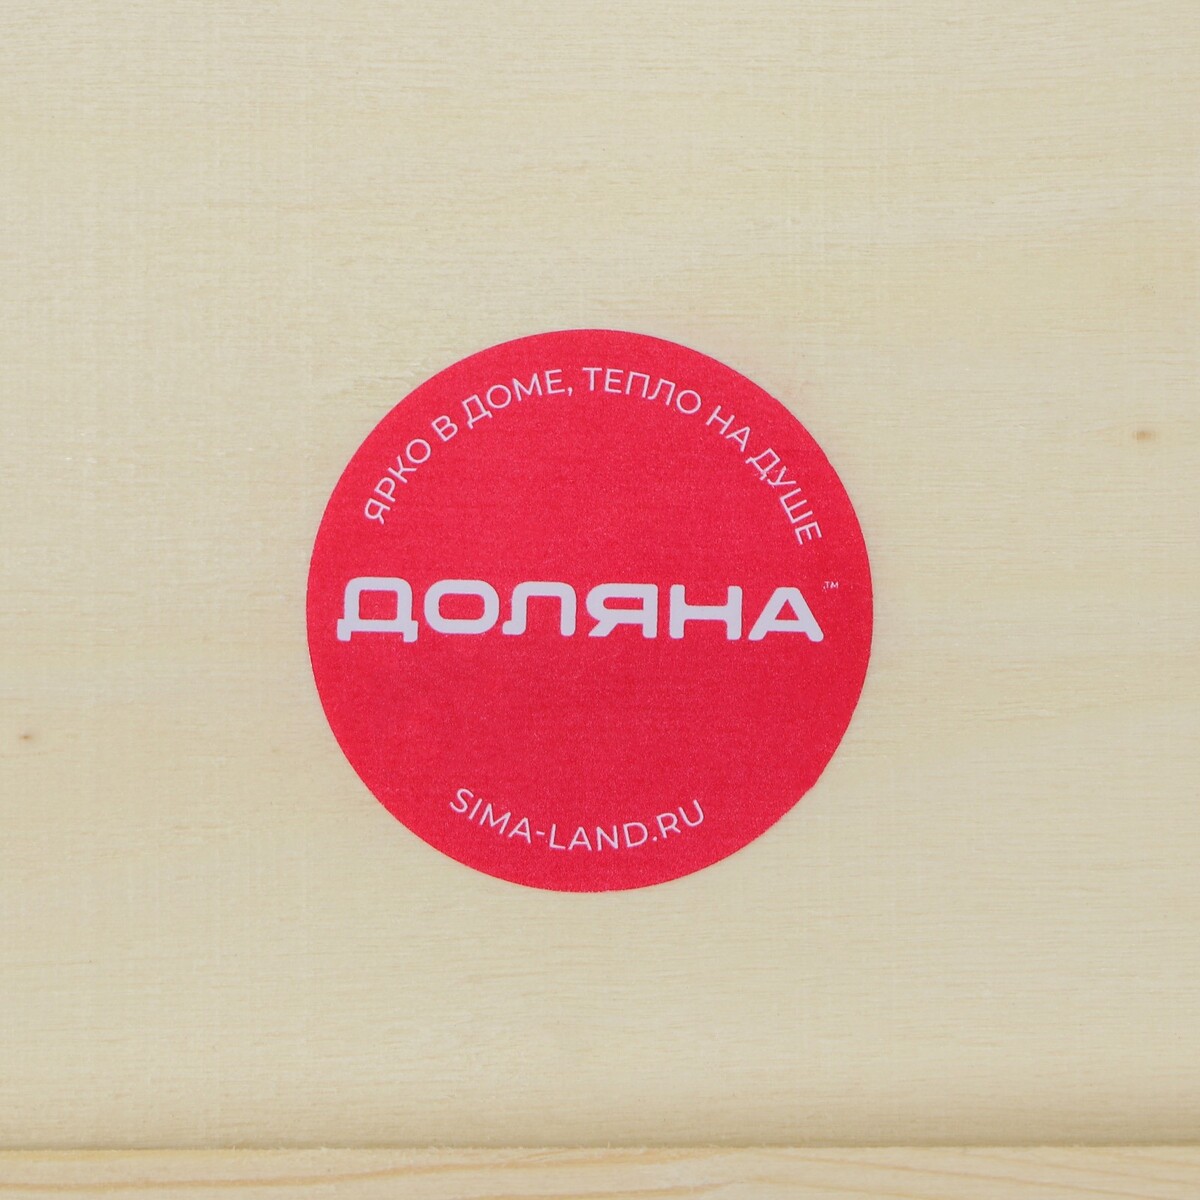 ЯРКО В ДОМЕ, ТЕПЛО НА ДУШЕ
ДОЛЯНА™
SIMA-LAND.RU